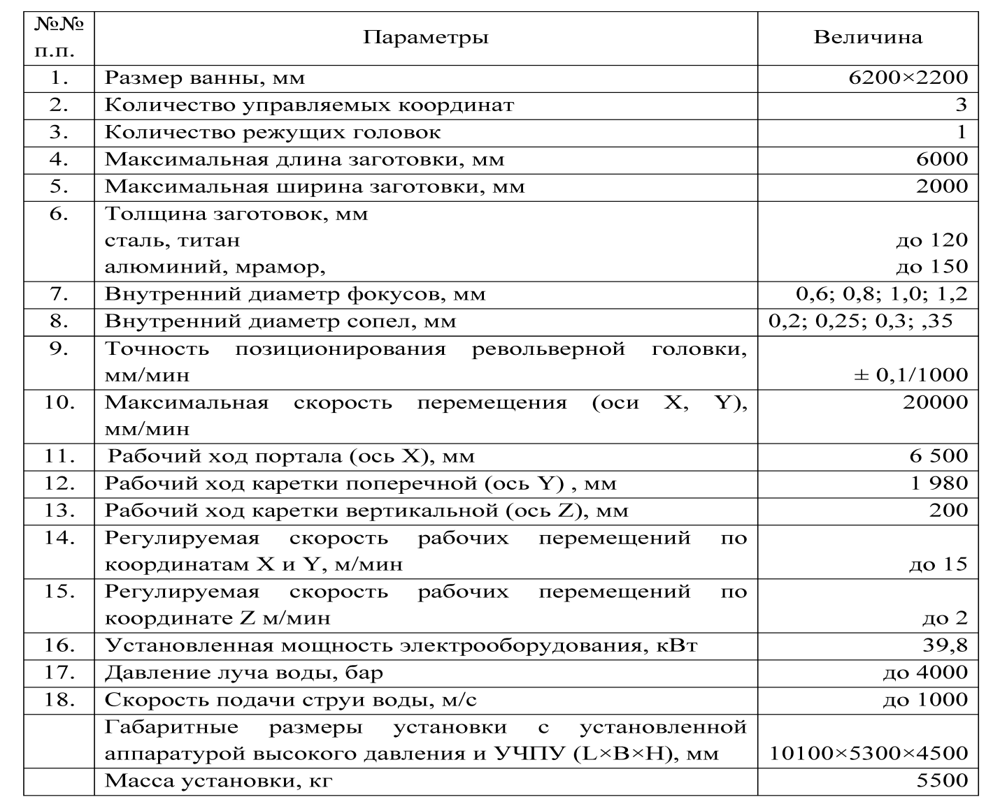 №№ Параметры Величина
п.п.
1. Размер ванны, мм 6200×2200
2. Количество управляемых координат 3
3. Количество режущих головок 1
4. Максимальная длина заготовки, мм 6000
5. Максимальная ширина заготовки, мм 2000
6. Толщина заготовок, мм
сталь, титан до 120
алюминий, мрамор, до 150
7. Внутренний диаметр фокусов, мм 0,6; 0,8; 1,0; 1,2
8. Внутренний диаметр сопел, мм 0,2; 0,25; 0,3; ,35
9. Точность позиционирования револьверной головки,
мм/мин ± 0,1/1000
10. Максимальная скорость перемещения (оси X, Y), 20000
мм/мин
11. Рабочий ход портала (ось X), мм 6 500
12. Рабочий ход каретки поперечной (ось Y) , мм 1 980
13. Рабочий ход каретки вертикальной (ось Z), мм 200
14. Регулируемая скорость рабочих перемещений по
координатам X и Y, м/мин до 15
15. Регулируемая скорость рабочих перемещений по
координате Z м/мин до 2
16. Установленная мощность электрооборудования, кВт 39,8
17. Давление луча воды, бар до 4000
18. Скорость подачи струи воды, м/с до 1000
Габаритные размеры установки с установленной
аппаратурой высокого давления и УЧПУ (L×B×H), мм 10100×5300×4500
Масса установки, кг 5500